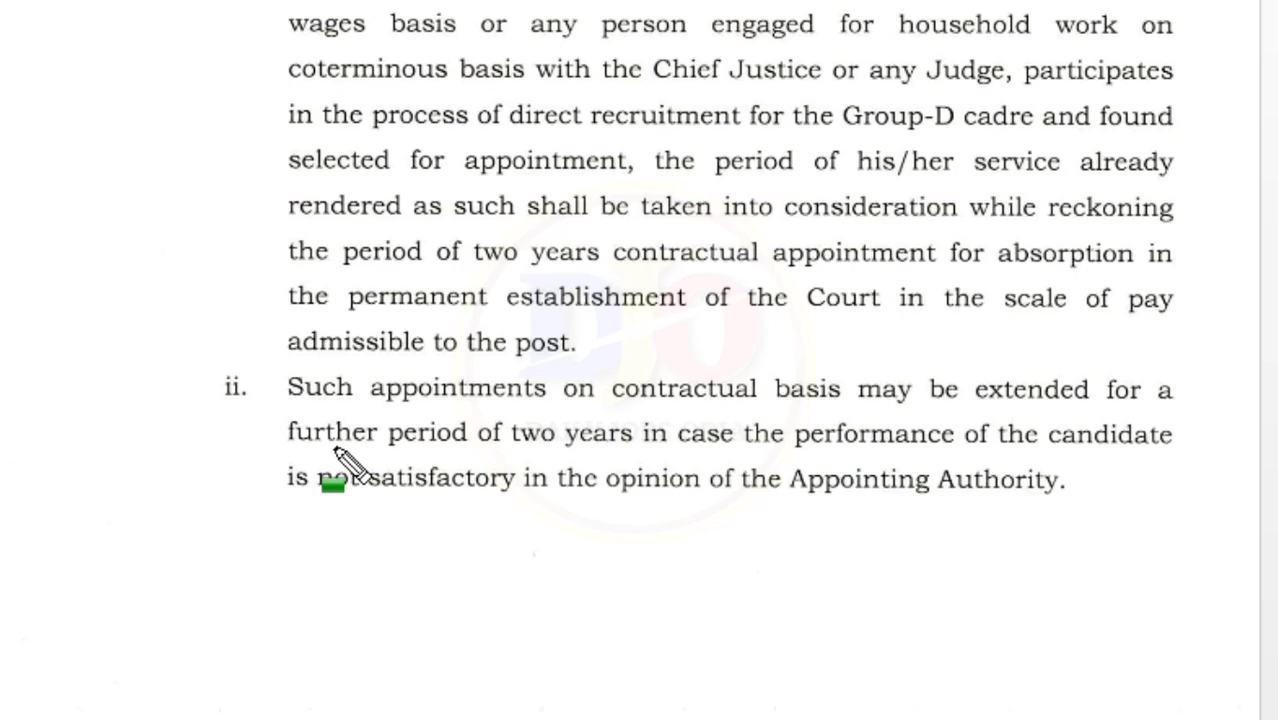 wages basis or any person engaged for household work on
coterminous basis with the Chief Justice or any Judge, participates
in the process of direct recruitment for the Group-D cadre and found
selected for appointment, the period of his/her service already
rendered as such shall be taken into consideration while reckoning
the period of two years contractual appointment for absorption in
the permanent establishment of the Court in the scale of pay
admissible to the post.
ii. Such appointments on contractual basis may be extended for a
further period of two years in case the performance of the candidate
is not satisfactory in the opinion of the Appointing Authority.